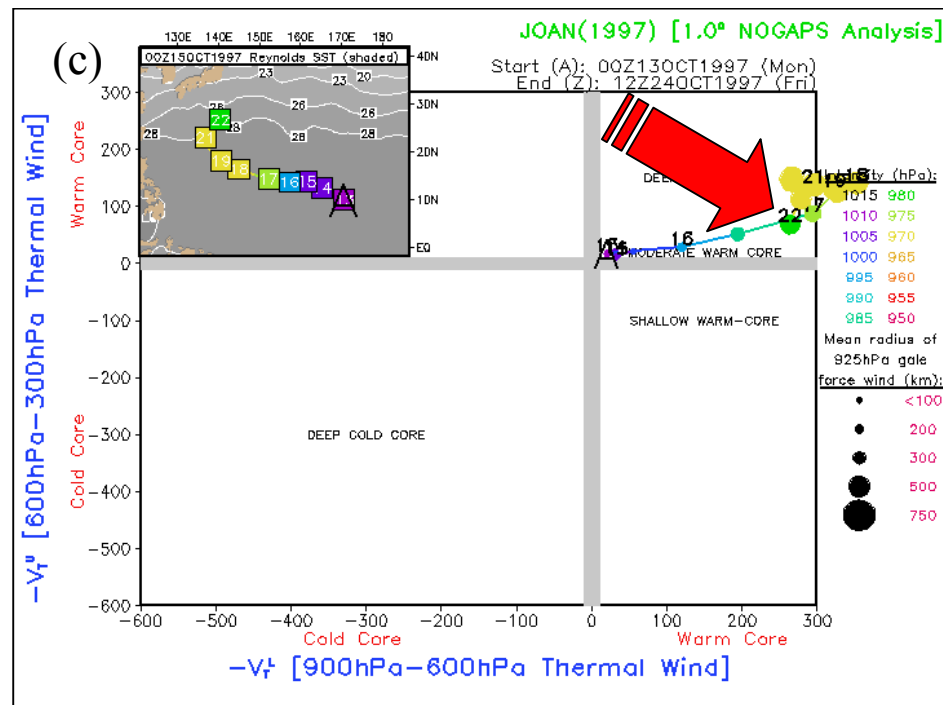 (c)
JOAN(1997) [1.0° NOGAPS Analysis]
Start (A): 00Z13OCT1997 (Mon)
End (Z): 12Z24OCT1997 (Fri)
130E 140E 150E 160E 170E 180
00Z15OCT1997 Reynolds SST (shaded)
40N
30N
20N
10N
EQ
23 23 20
26 26 26
28 28 28 28
22
21
19
18
17
16
15
14
13
300
200
100
0
-100
-200
-300
-400
-500
-600
-600 -500 -400 -300 -200 -100 0 100 200 300
Warm Core
Cold Core
Cold Core
Warm Core
-V_T^U [600hPa-300hPa Thermal Wind]
-V_T^L [900hPa-600hPa Thermal Wind]
MODERATE WARM CORE
SHALLOW WARM-CORE
DEEP COLD CORE
A
16
22
21
(hPa):
1015 980
1010 975
1005 970
1000 965
995 960
990 955
985 950
Mean radius of
925hPa gale
force wind (km):
<100
200
300
500
750